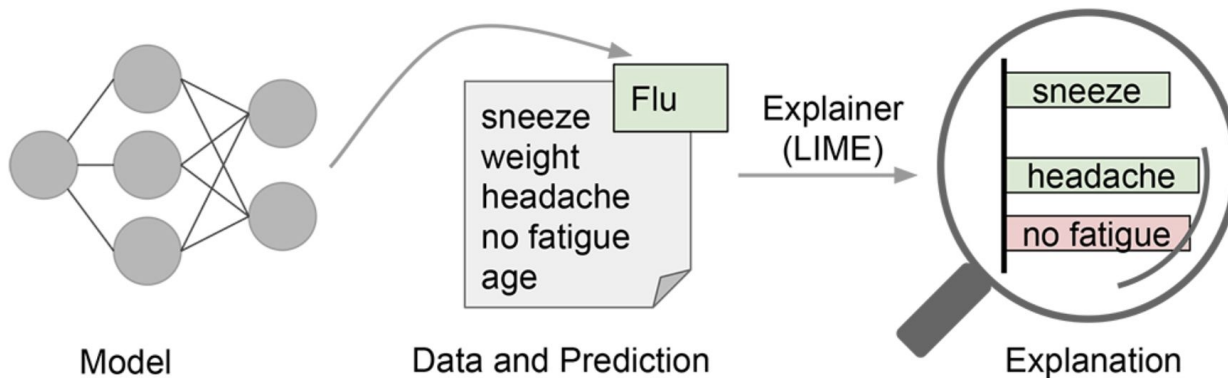 Flu
sneeze
weight
headache
no fatigue
age
Explainer
(LIME)
sneeze
headache
no fatigue
Model
Data and Prediction
Explanation